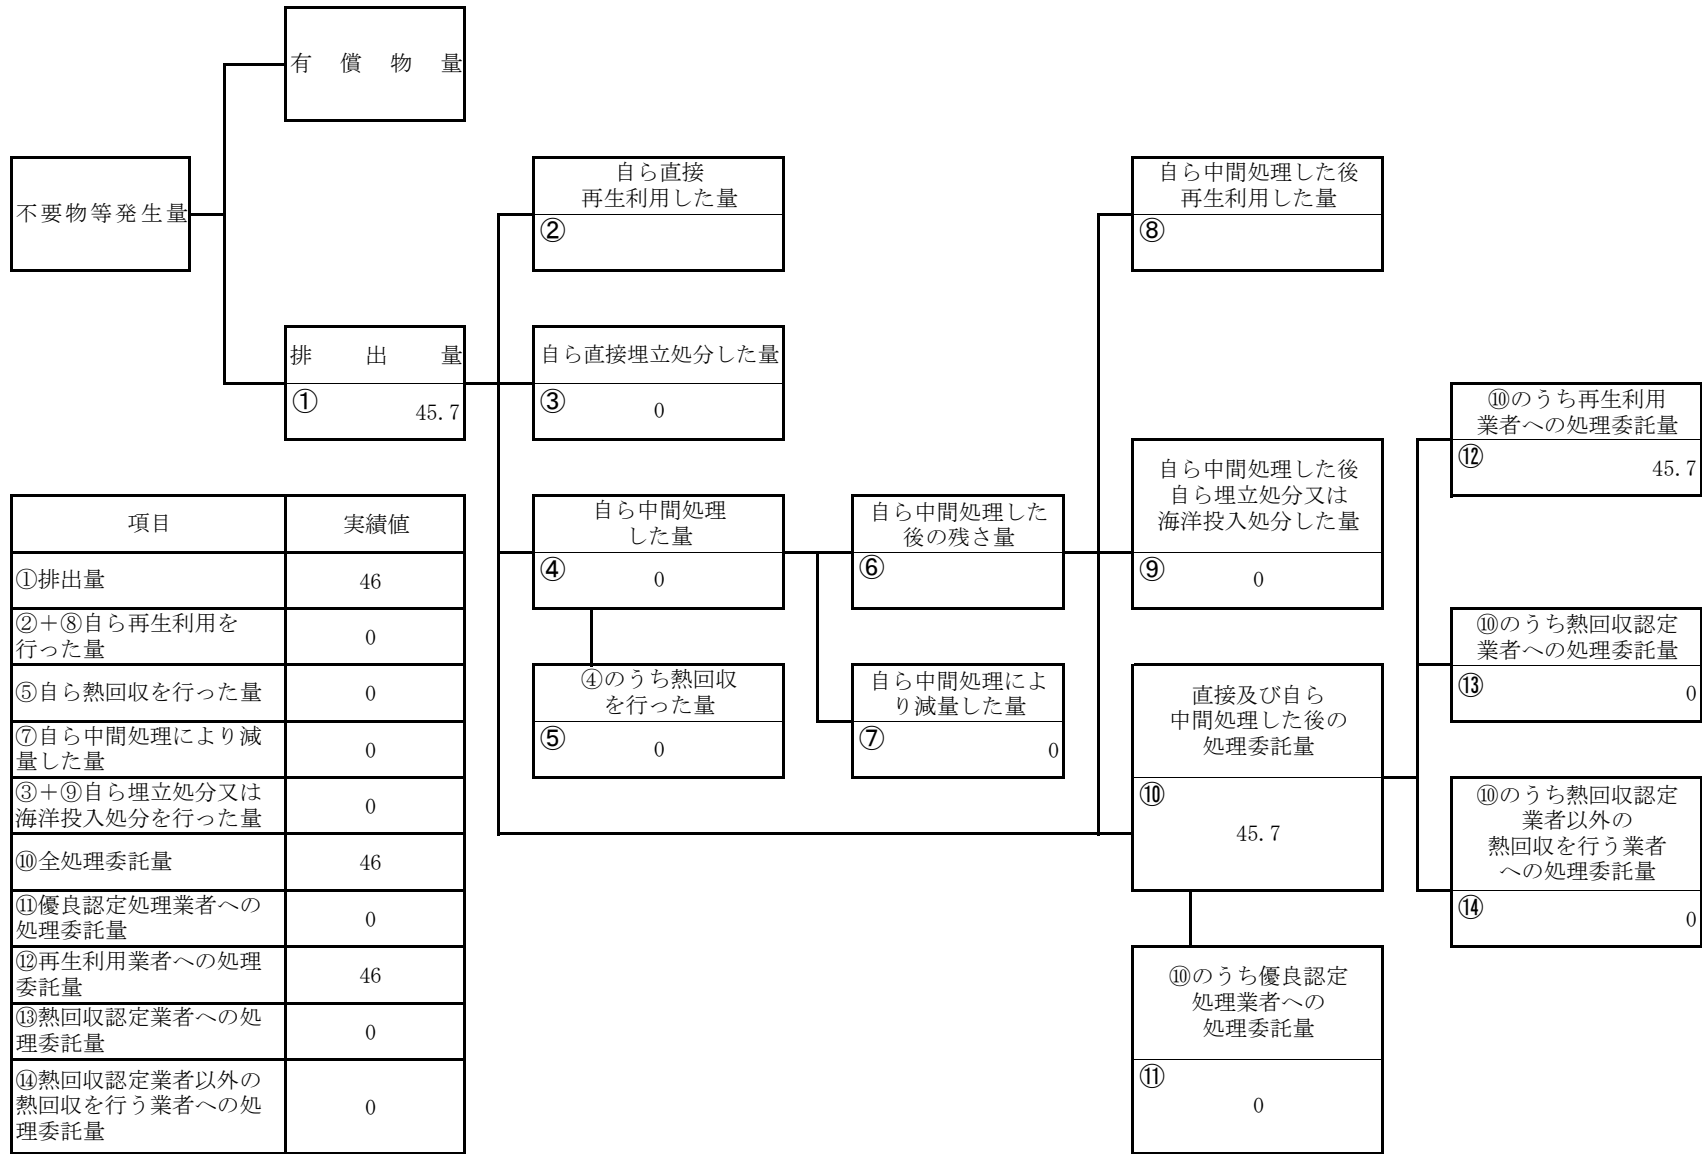 有償物量
不要物等発生量
排出量
①
45.7
自ら直接
再生利用した量
②
自ら直接埋立処分した量
③
0
自ら中間処理
した量
④
0
④のうち熱回収
を行った量
⑤
0
自ら中間処理した
後の残さ量
⑥
自ら中間処理によ
り減量した量
⑦
0
自ら中間処理した後
再生利用した量
⑧
自ら中間処理した後
自ら埋立処分又は
海洋投入処分した量
⑨
0
直接及び自ら
中間処理した後の
処理委託量
⑩
45.7
⑩のうち優良認定
処理業者への
処理委託量
⑪
0
⑩のうち再生利用
業者への処理委託量
⑫
45.7
⑩のうち熱回収認定
業者への処理委託量
⑬
0
⑩のうち熱回収認定
業者以外の
熱回収を行う業者
への処理委託量
⑭
0
項目 実績値
①排出量 46
②+⑧自ら再生利用を
行った量 0
⑤自ら熱回収を行った量 0
⑦自ら中間処理により減
量した量 0
③+⑨自ら埋立処分又は
海洋投入処分を行った量 0
⑩全処理委託量 46
⑪優良認定処理業者への
処理委託量 0
⑫再生利用業者への処理
委託量 46
⑬熱回収認定業者への処
理委託量 0
⑭熱回収認定業者以外の
熱回収を行う業者への処
理委託量 0